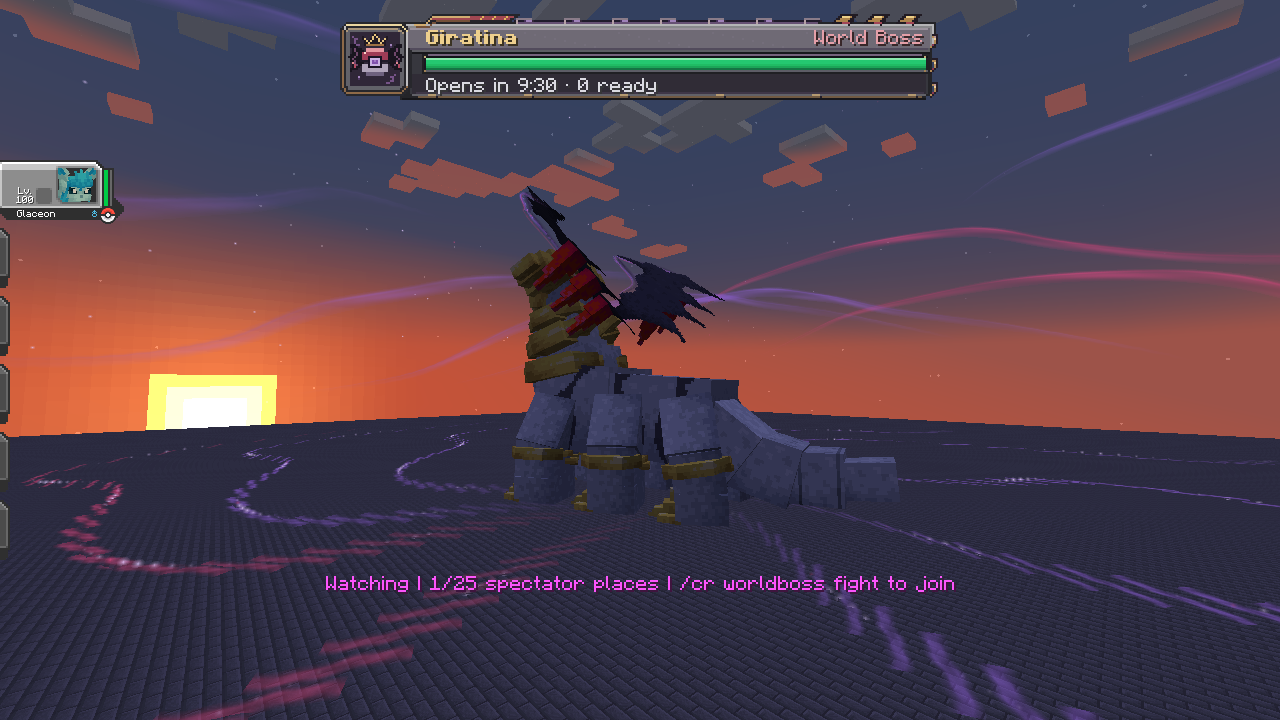 Giratina
World Boss
Opens in 9:30 · 0 ready
Lv.
100
Glaceon
Watching | 1/25 spectator places | /cr worldboss fight to join